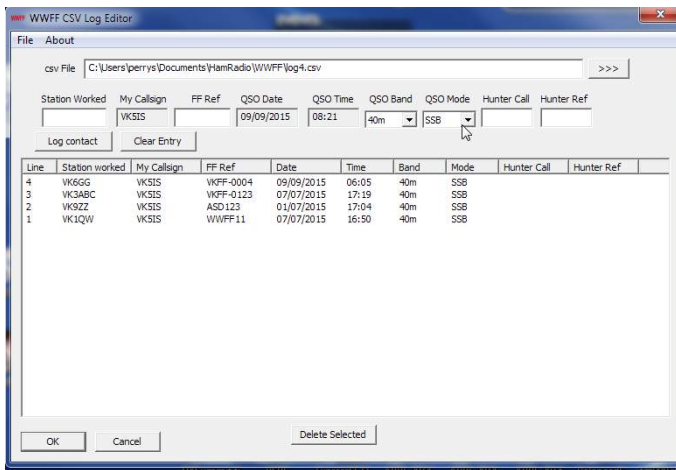 WWFF WWFF CSV Log Editor
File About
csv File C:\Users\perrys\Documents\HamRadio\WWFF\log4.csv >>>
Station Worked My Callsign FF Ref QSO Date QSO Time QSO Band QSO Mode Hunter Call Hunter Ref
VK5IS 09/09/2015 08:21 40m SSB
Log contact Clear Entry
Line Station worked My Callsign FF Ref Date Time Band Mode Hunter Call Hunter Ref
4 VK6GG VK5IS VKFF-0004 09/09/2015 06:05 40m SSB
3 VK3ABC VK5IS VKFF-0123 07/07/2015 17:19 40m SSB
2 VK9ZZ VK5IS ASD123 01/07/2015 17:04 40m SSB
1 VK1QW VK5IS WWFF11 07/07/2015 16:50 40m SSB
OK Cancel Delete Selected